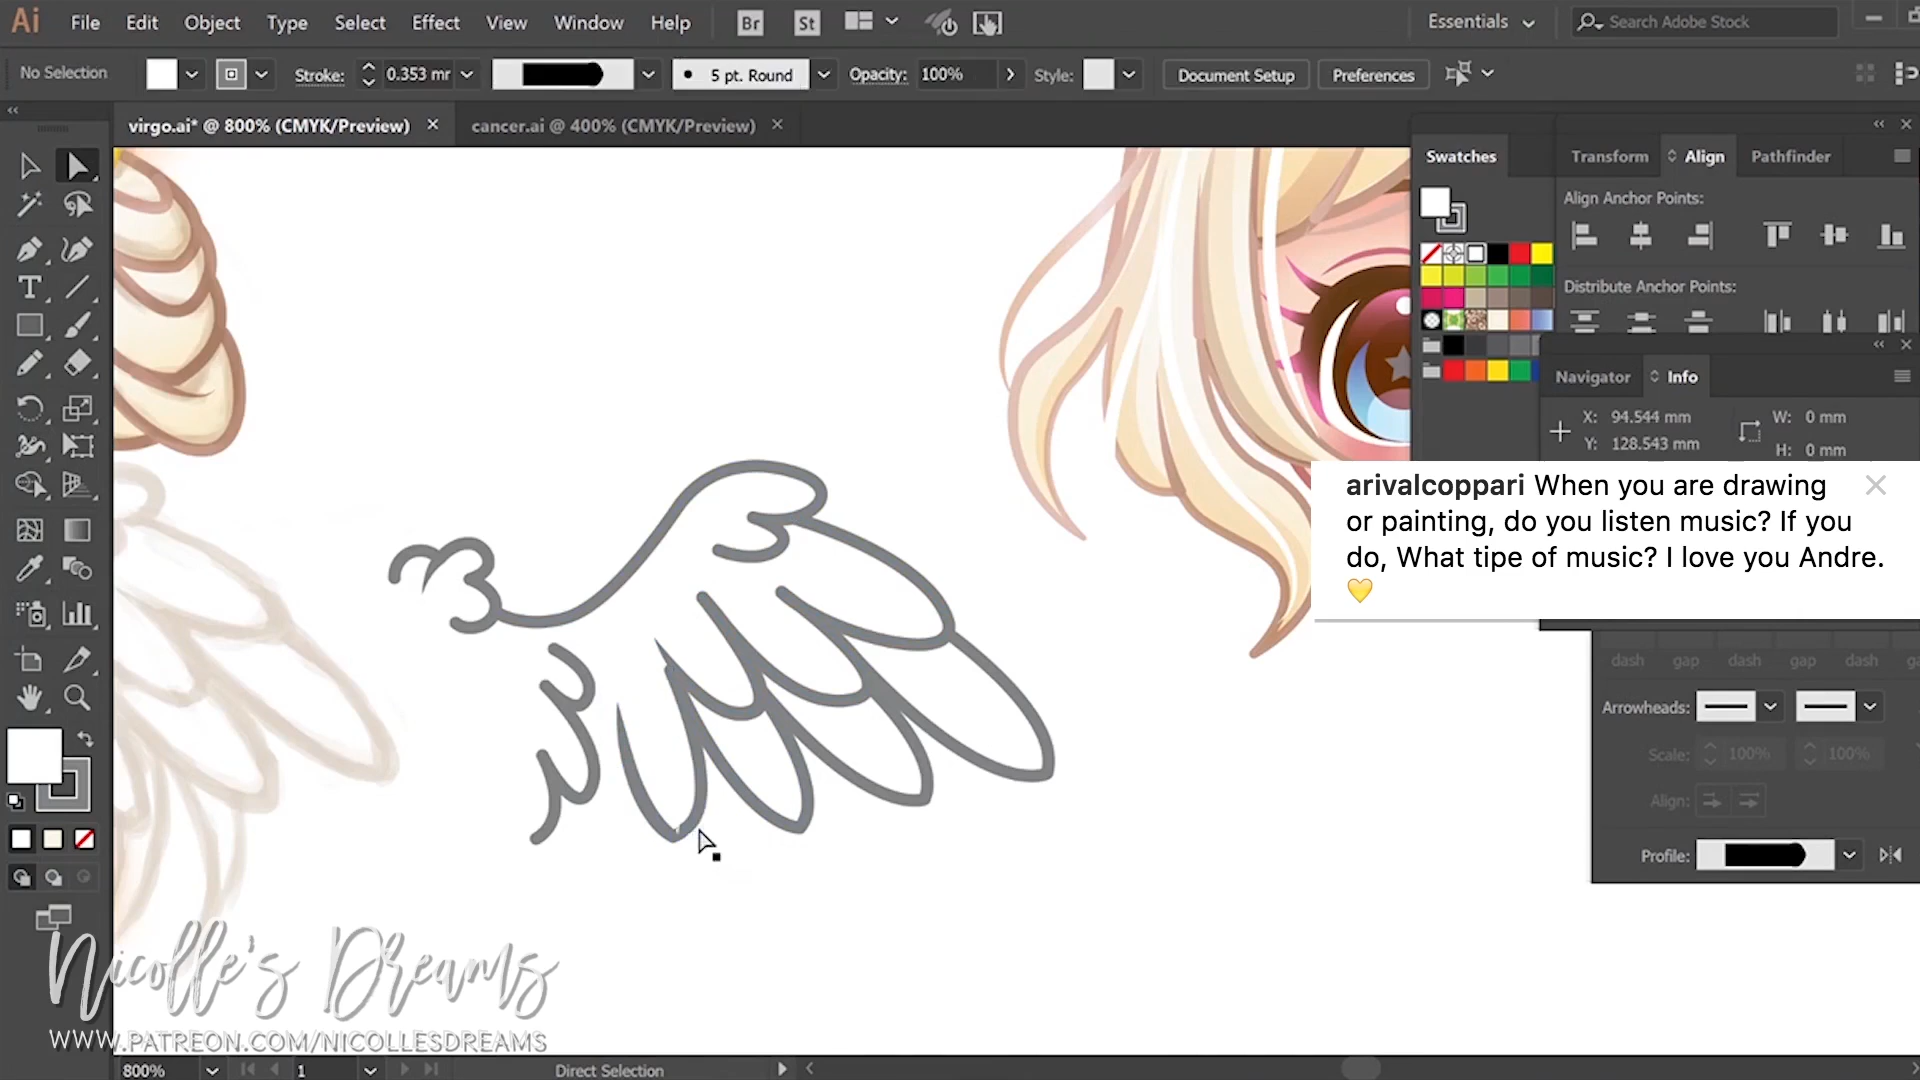 Ai File Edit Object Type Select Effect View Window Help Br St Essentials Search Adobe Stock
No Selection Stroke: 0.353 mr 5 pt. Round Opacity: 100% Style: Document Setup Preferences
virgo.ai* @ 800% (CMYK/Preview) × cancer.ai @ 400% (CMYK/Preview) ×
Swatches Transform Align Pathfinder
Align Anchor Points:
Distribute Anchor Points:
Navigator Info
X: 94.544 mm W: 0 mm
Y: 128.543 mm H: 0 mm
arivalcoppari When you are drawing
or painting, do you listen music? If you
do, What tipe of music? I love you Andre.
💛
dash gap dash gap dash
Arrowheads:
Scale: 100% 100%
Align:
Profile:
Nicolle's Dreams
WWW.PATREON.COM/NICOLLESDREAMS
800% 1 Direct Selection